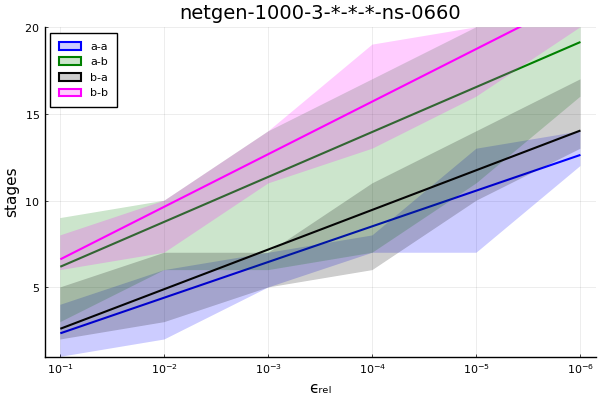 netgen-1000-3-*-*-*-ns-0660
a-a
a-b
b-a
b-b
stages
20
15
10
5
10⁻¹
10⁻²
10⁻³
10⁻⁴
10⁻⁵
10⁻⁶
ϵᵣₑₗ